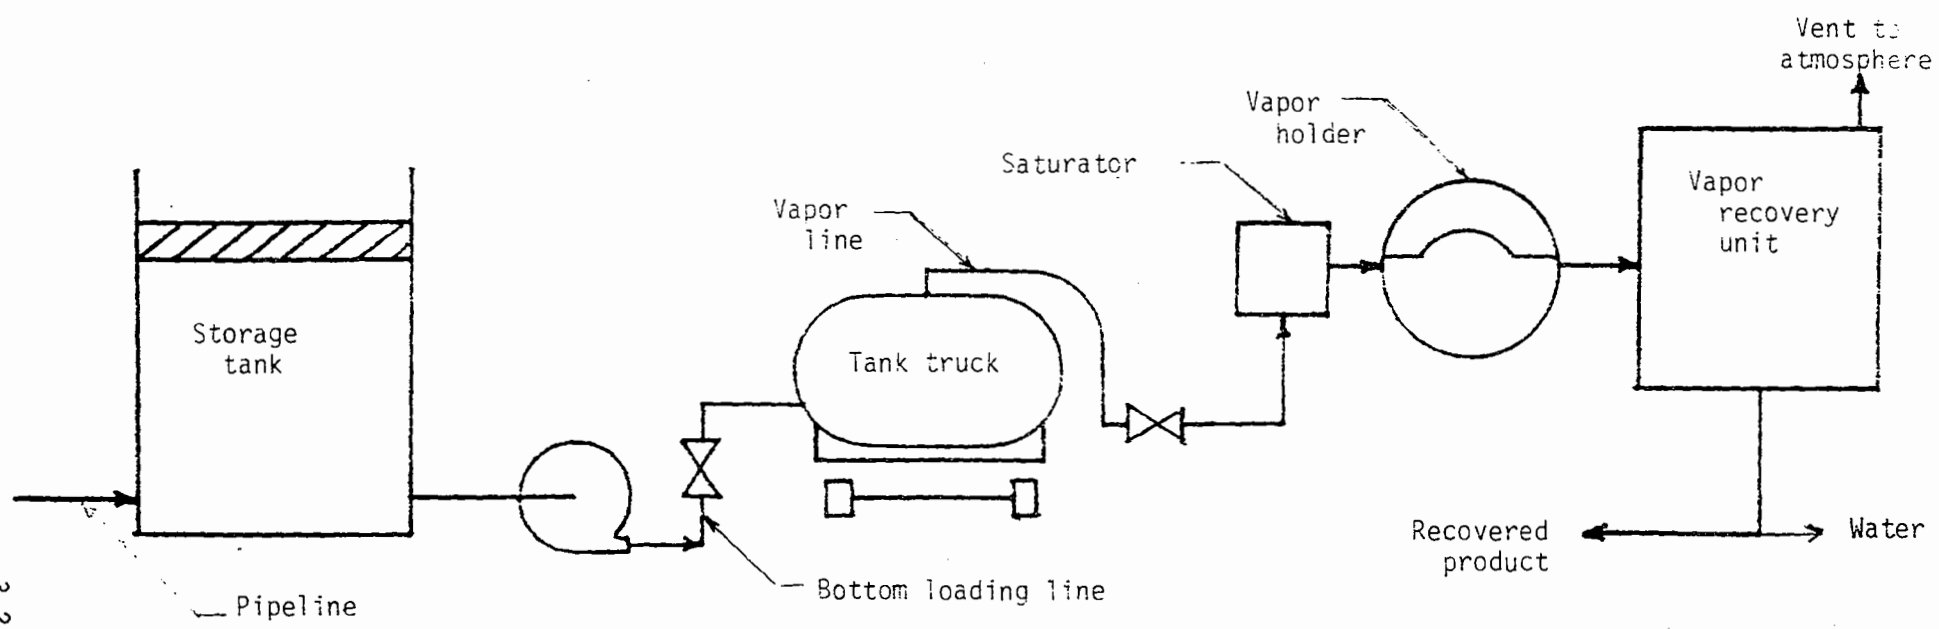 Vent to
atmosphere
Vapor
holder
Saturator
Vapor
recovery
unit
Vapor
line
Storage
tank
Tank truck
Recovered
product
Water
Bottom loading line
Pipeline